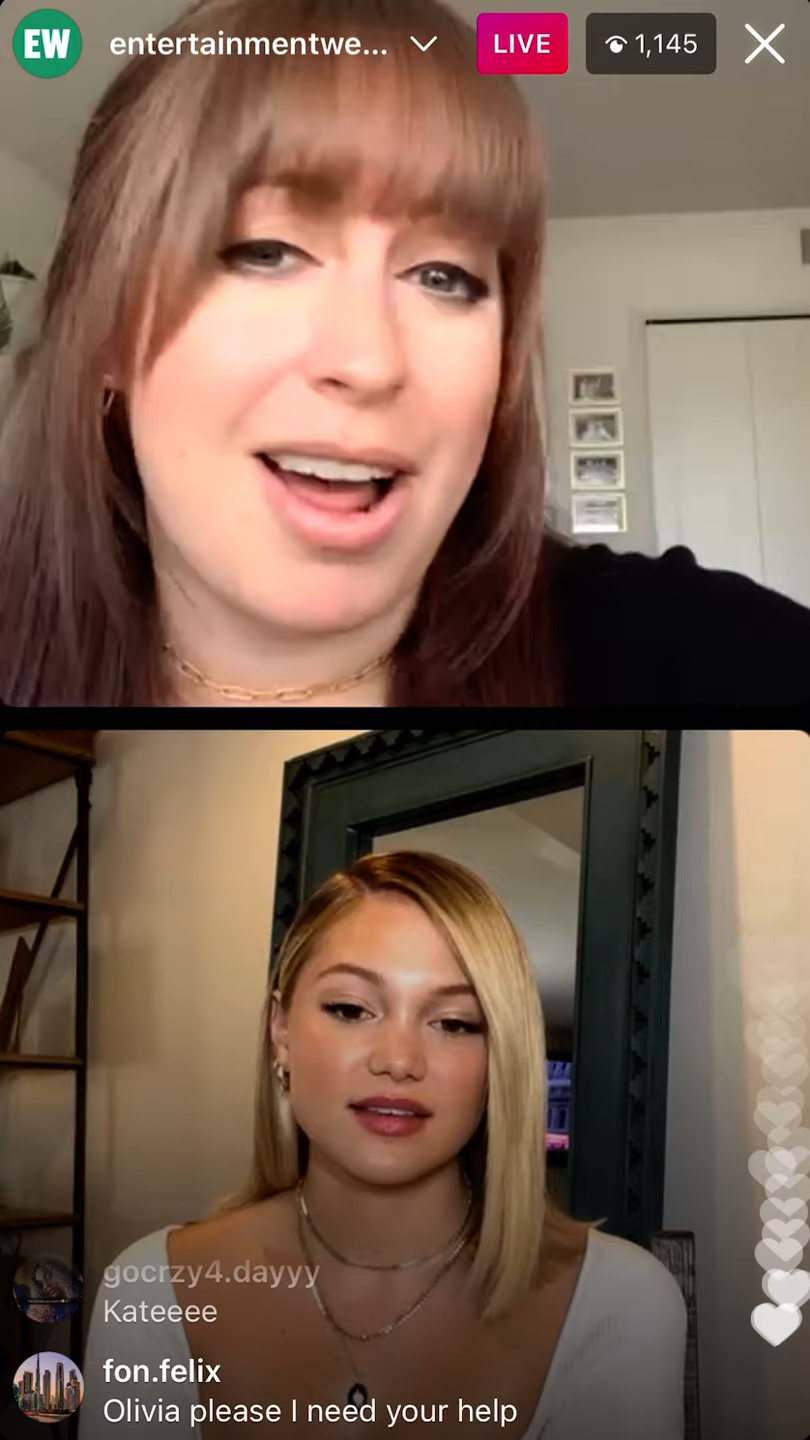 EW
entertainmentwe...
LIVE
1,145
gocrzy4.dayyy
Kateeee
fon.felix
Olivia please I need your help